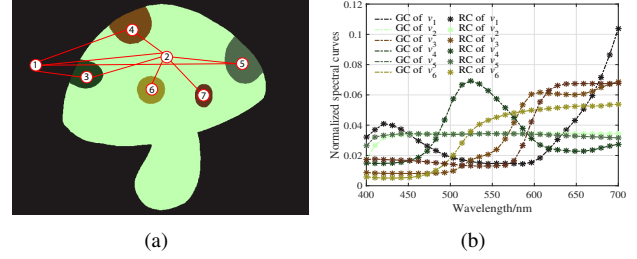 4
2
1
5
3
6
7
(a)
0.12
0.1
0.08
0.06
0.04
0.02
0
GC of v1 RC of v1
GC of v2 RC of v2
GC of v3 RC of v3
GC of v4 RC of v4
GC of v5 RC of v5
GC of v6 RC of v6
Normalized spectral curves
400 450 500 550 600 650 700
Wavelength/nm
(b)